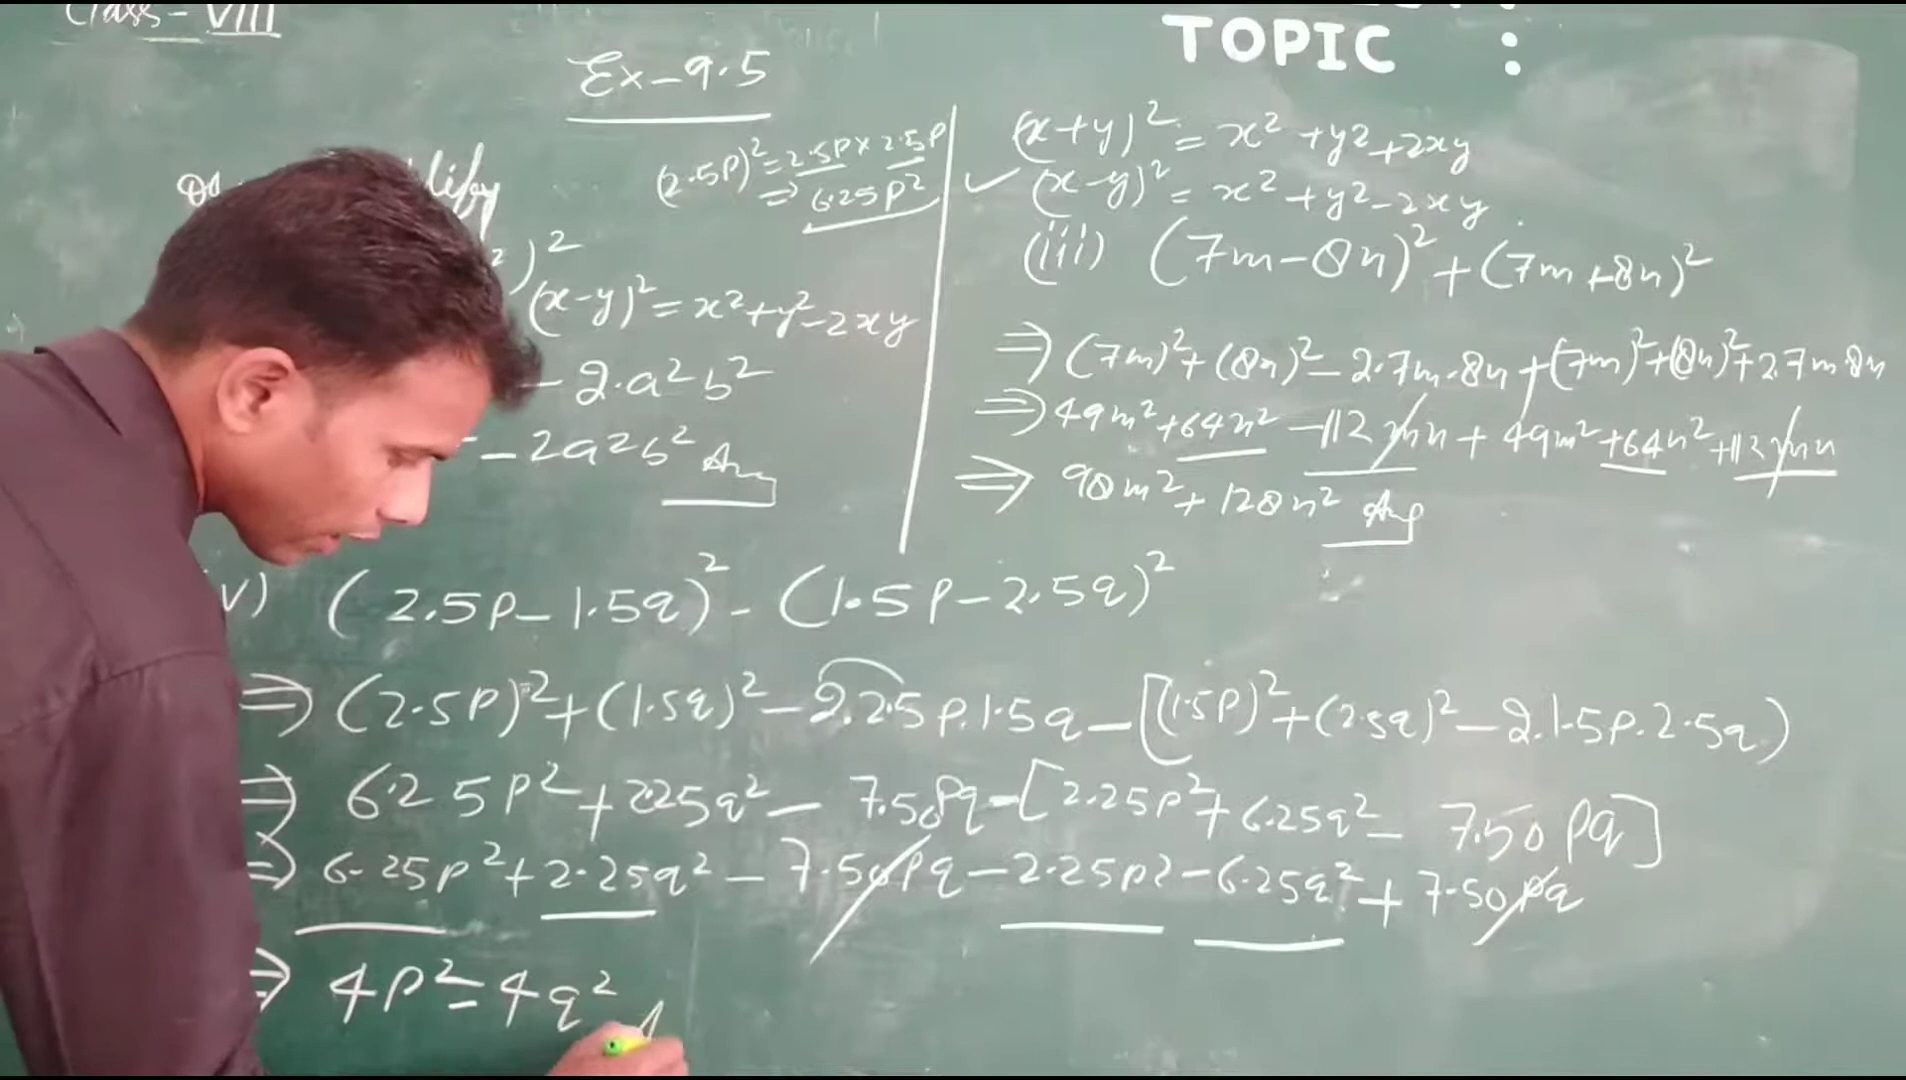 Class - VIII
TOPIC :
Ex - 9.5
(2.5P)² = 2.5P × 2.5P
⇒ 6.25P²
)²
(x-y)² = x²+y²-2xy
- 2.a²b²
- 2a²b² Ans
(x+y)² = x² + y² + 2xy
✓ (x-y)² = x² + y² - 2xy
(iii) (7m-8n)² + (7m+8n)²
⇒ (7m)² + (8n)² - 2.7m.8n + (7m)² + (8n)² + 2.7m.8n
⇒ 49m² + 64n² - 112mn + 49m² + 64n² + 112mn
⇒ 98m² + 128n² Ans
v) (2.5P - 1.5q)² - (1.5P - 2.5q)²
⇒ (2.5P)² + (1.5q)² - 2.2.5P.1.5q - [(1.5P)² + (2.5q)² - 2.1.5P.2.5q)
⇒ 6.25P² + 2.25q² - 7.50Pq - [2.25P² + 6.25q² - 7.50Pq]
⇒ 6.25P² + 2.25q² - 7.50Pq - 2.25P² - 6.25q² + 7.50Pq
⇒ 4P² - 4q²